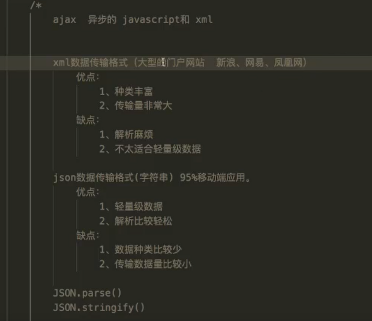 /*
ajax 异步的 javascript和 xml
xml数据传输格式(大型的门户网站 新浪、网易、凤凰网)
优点:
1、种类丰富
2、传输量非常大
缺点:
1、解析麻烦
2、不太适合轻量级数据
json数据传输格式(字符串) 95%移动端应用。
优点:
1、轻量级数据
2、解析比较轻松
缺点:
1、数据种类比较少
2、传输数据量比较小
JSON.parse()
JSON.stringify()